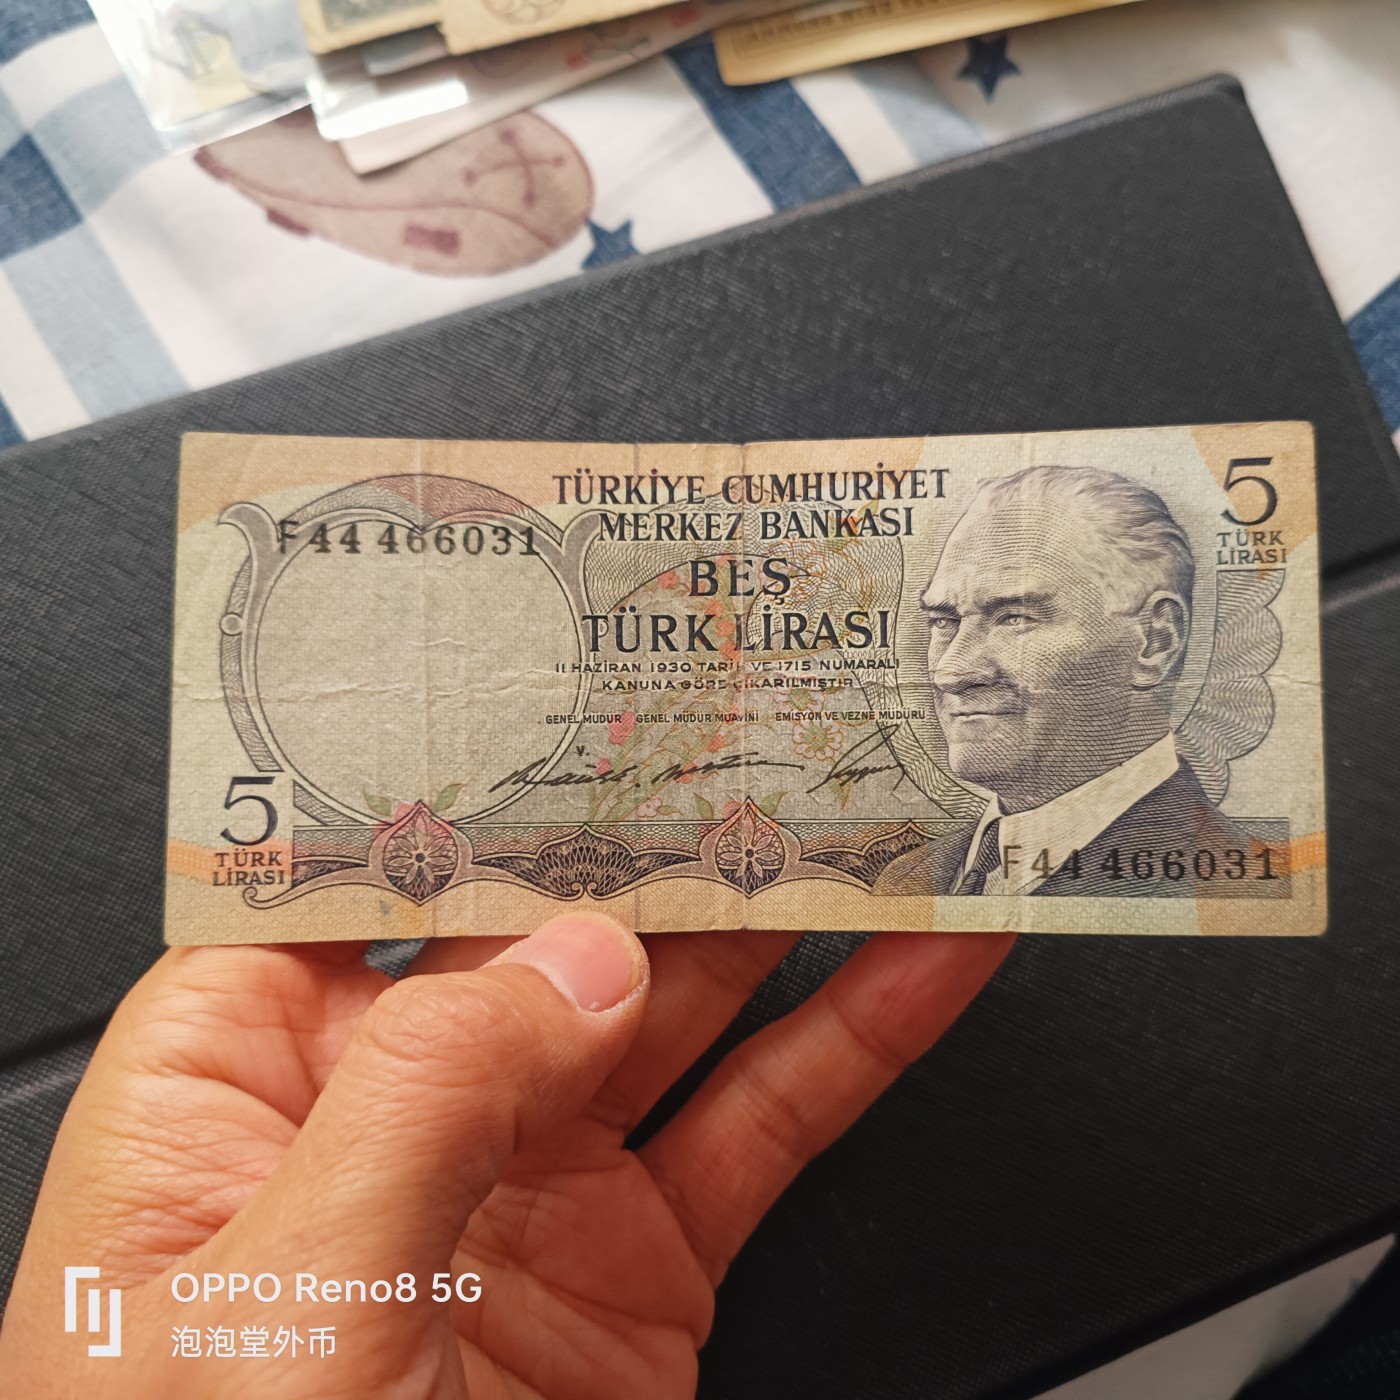 TÜRKİYE CUMHURİYET
MERKEZ BANKASI
5
TÜRK
LİRASI
F44 466031
BEŞ
TÜRK LİRASI
11 HAZİRAN 1930 TARİH VE 1715 NUMARALI
KANUNA GÖRE ÇIKARILMIŞTIR
GENEL MÜDÜR GENEL MÜDÜR MUAVİNİ EMİSYON VE VEZNE MÜDÜRÜ
V.
5
TÜRK
LİRASI
F44 466031
OPPO Reno8 5G
泡泡堂外币